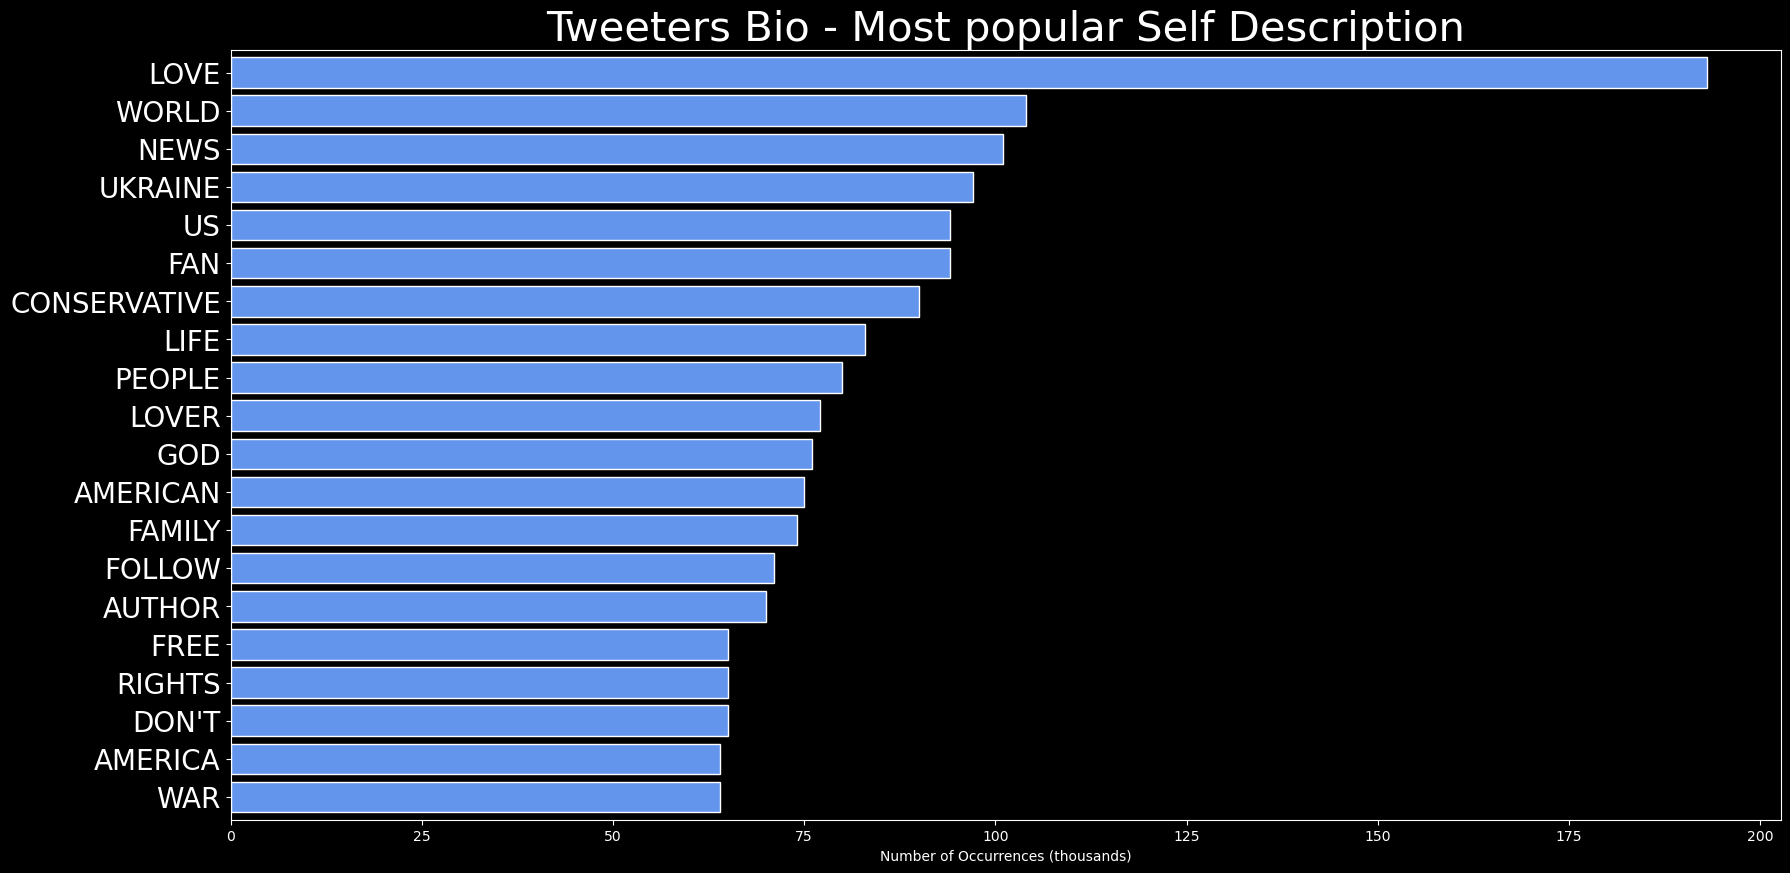 Tweeters Bio - Most popular Self Description
LOVE
WORLD
NEWS
UKRAINE
US
FAN
CONSERVATIVE
LIFE
PEOPLE
LOVER
GOD
AMERICAN
FAMILY
FOLLOW
AUTHOR
FREE
RIGHTS
DON'T
AMERICA
WAR
0 25 50 75 100 125 150 175 200
Number of Occurrences (thousands)